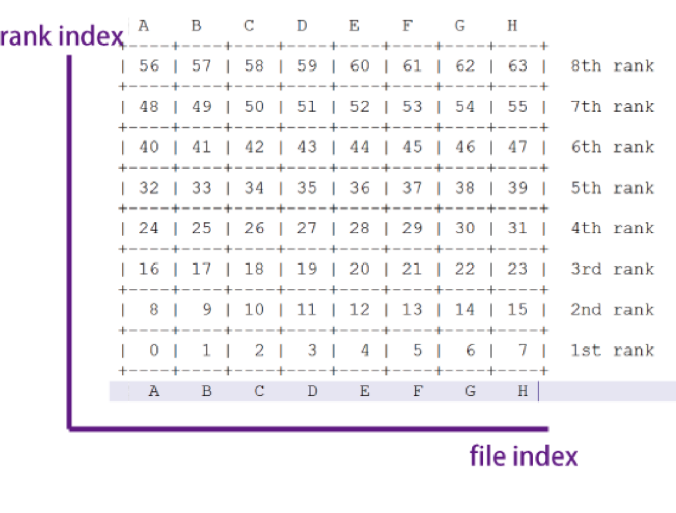 A B C D E F G H
rank index
+----+----+----+----+----+----+----+----+
| 56 | 57 | 58 | 59 | 60 | 61 | 62 | 63 | 8th rank
+----+----+----+----+----+----+----+----+
| 48 | 49 | 50 | 51 | 52 | 53 | 54 | 55 | 7th rank
+----+----+----+----+----+----+----+----+
| 40 | 41 | 42 | 43 | 44 | 45 | 46 | 47 | 6th rank
+----+----+----+----+----+----+----+----+
| 32 | 33 | 34 | 35 | 36 | 37 | 38 | 39 | 5th rank
+----+----+----+----+----+----+----+----+
| 24 | 25 | 26 | 27 | 28 | 29 | 30 | 31 | 4th rank
+----+----+----+----+----+----+----+----+
| 16 | 17 | 18 | 19 | 20 | 21 | 22 | 23 | 3rd rank
+----+----+----+----+----+----+----+----+
| 8 | 9 | 10 | 11 | 12 | 13 | 14 | 15 | 2nd rank
+----+----+----+----+----+----+----+----+
| 0 | 1 | 2 | 3 | 4 | 5 | 6 | 7 | 1st rank
+----+----+----+----+----+----+----+----+
A B C D E F G H
file index